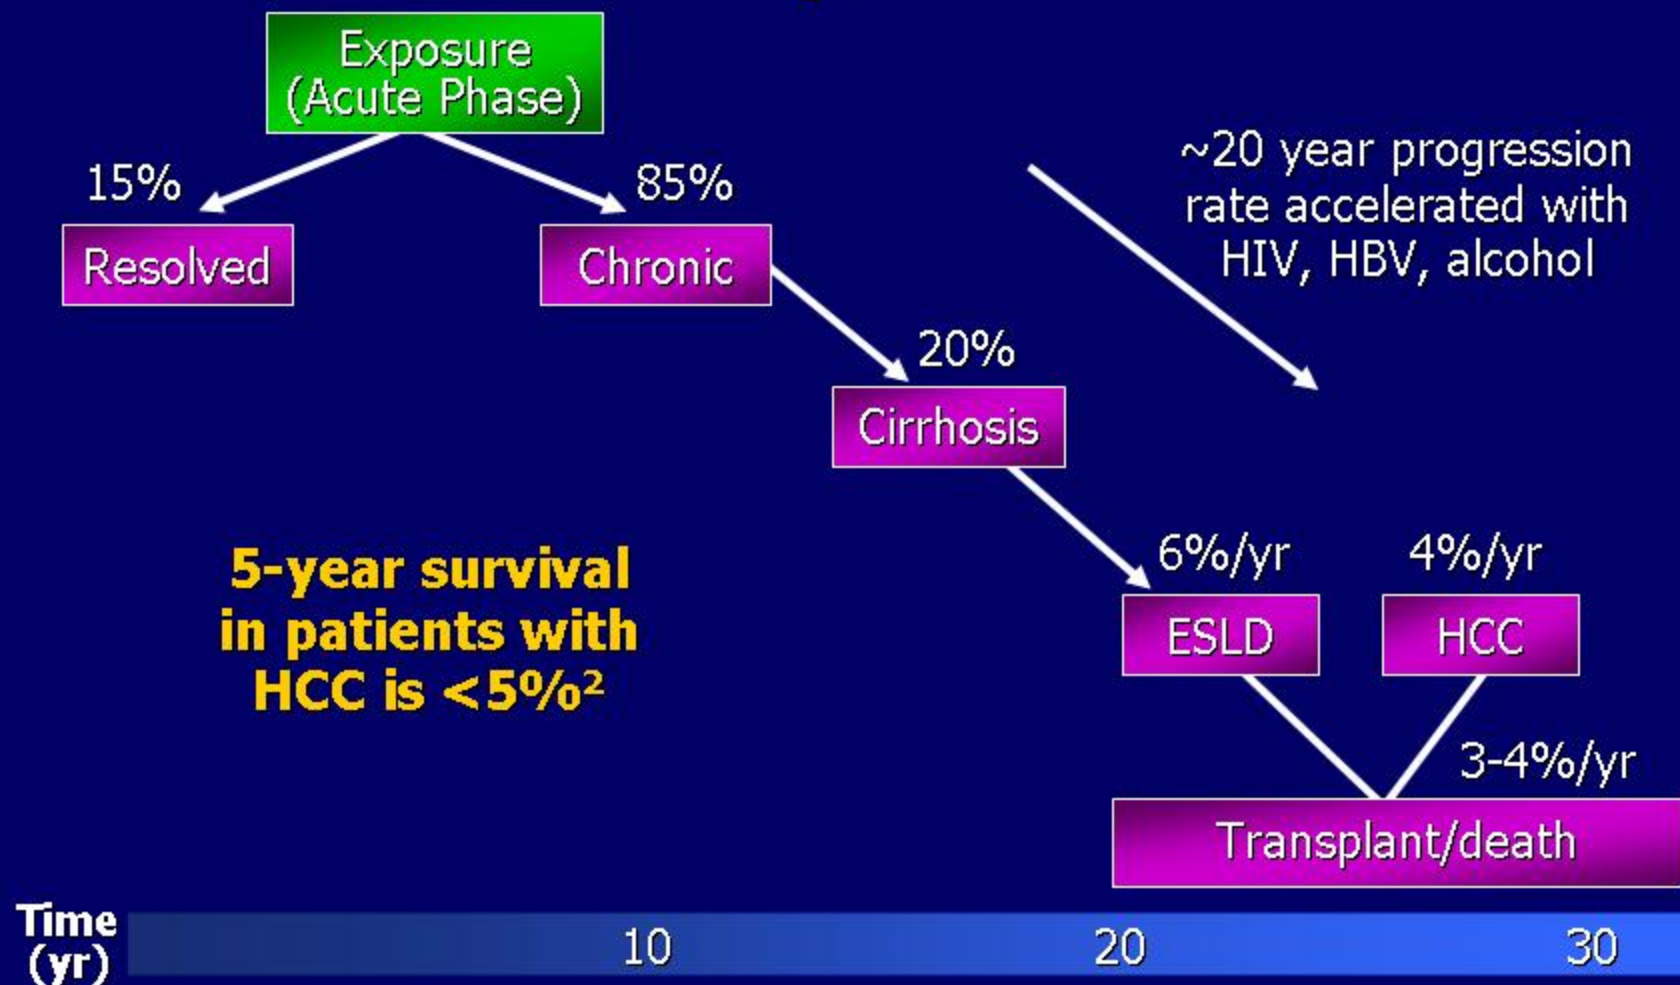 Exposure
(Acute Phase)
15%
85%
~20 year progression
rate accelerated with
HIV, HBV, alcohol
Resolved
Chronic
20%
Cirrhosis
5-year survival
in patients with
HCC is <5%²
6%/yr
4%/yr
ESLD
HCC
3-4%/yr
Transplant/death
Time
(yr)
10
20
30